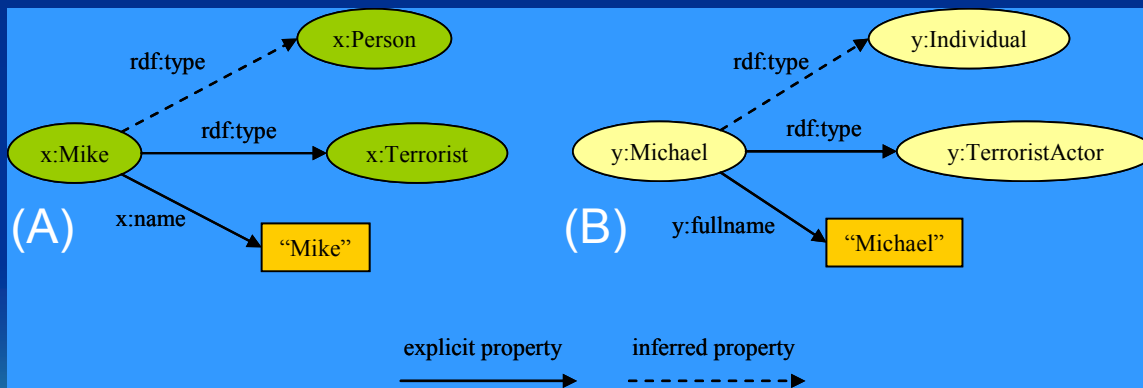 x:Person
rdf:type
rdf:type
x:Mike
x:Terrorist
x:name
(A)
“Mike”
y:Individual
rdf:type
rdf:type
y:Michael
y:TerroristActor
y:fullname
(B)
“Michael”
explicit property
inferred property